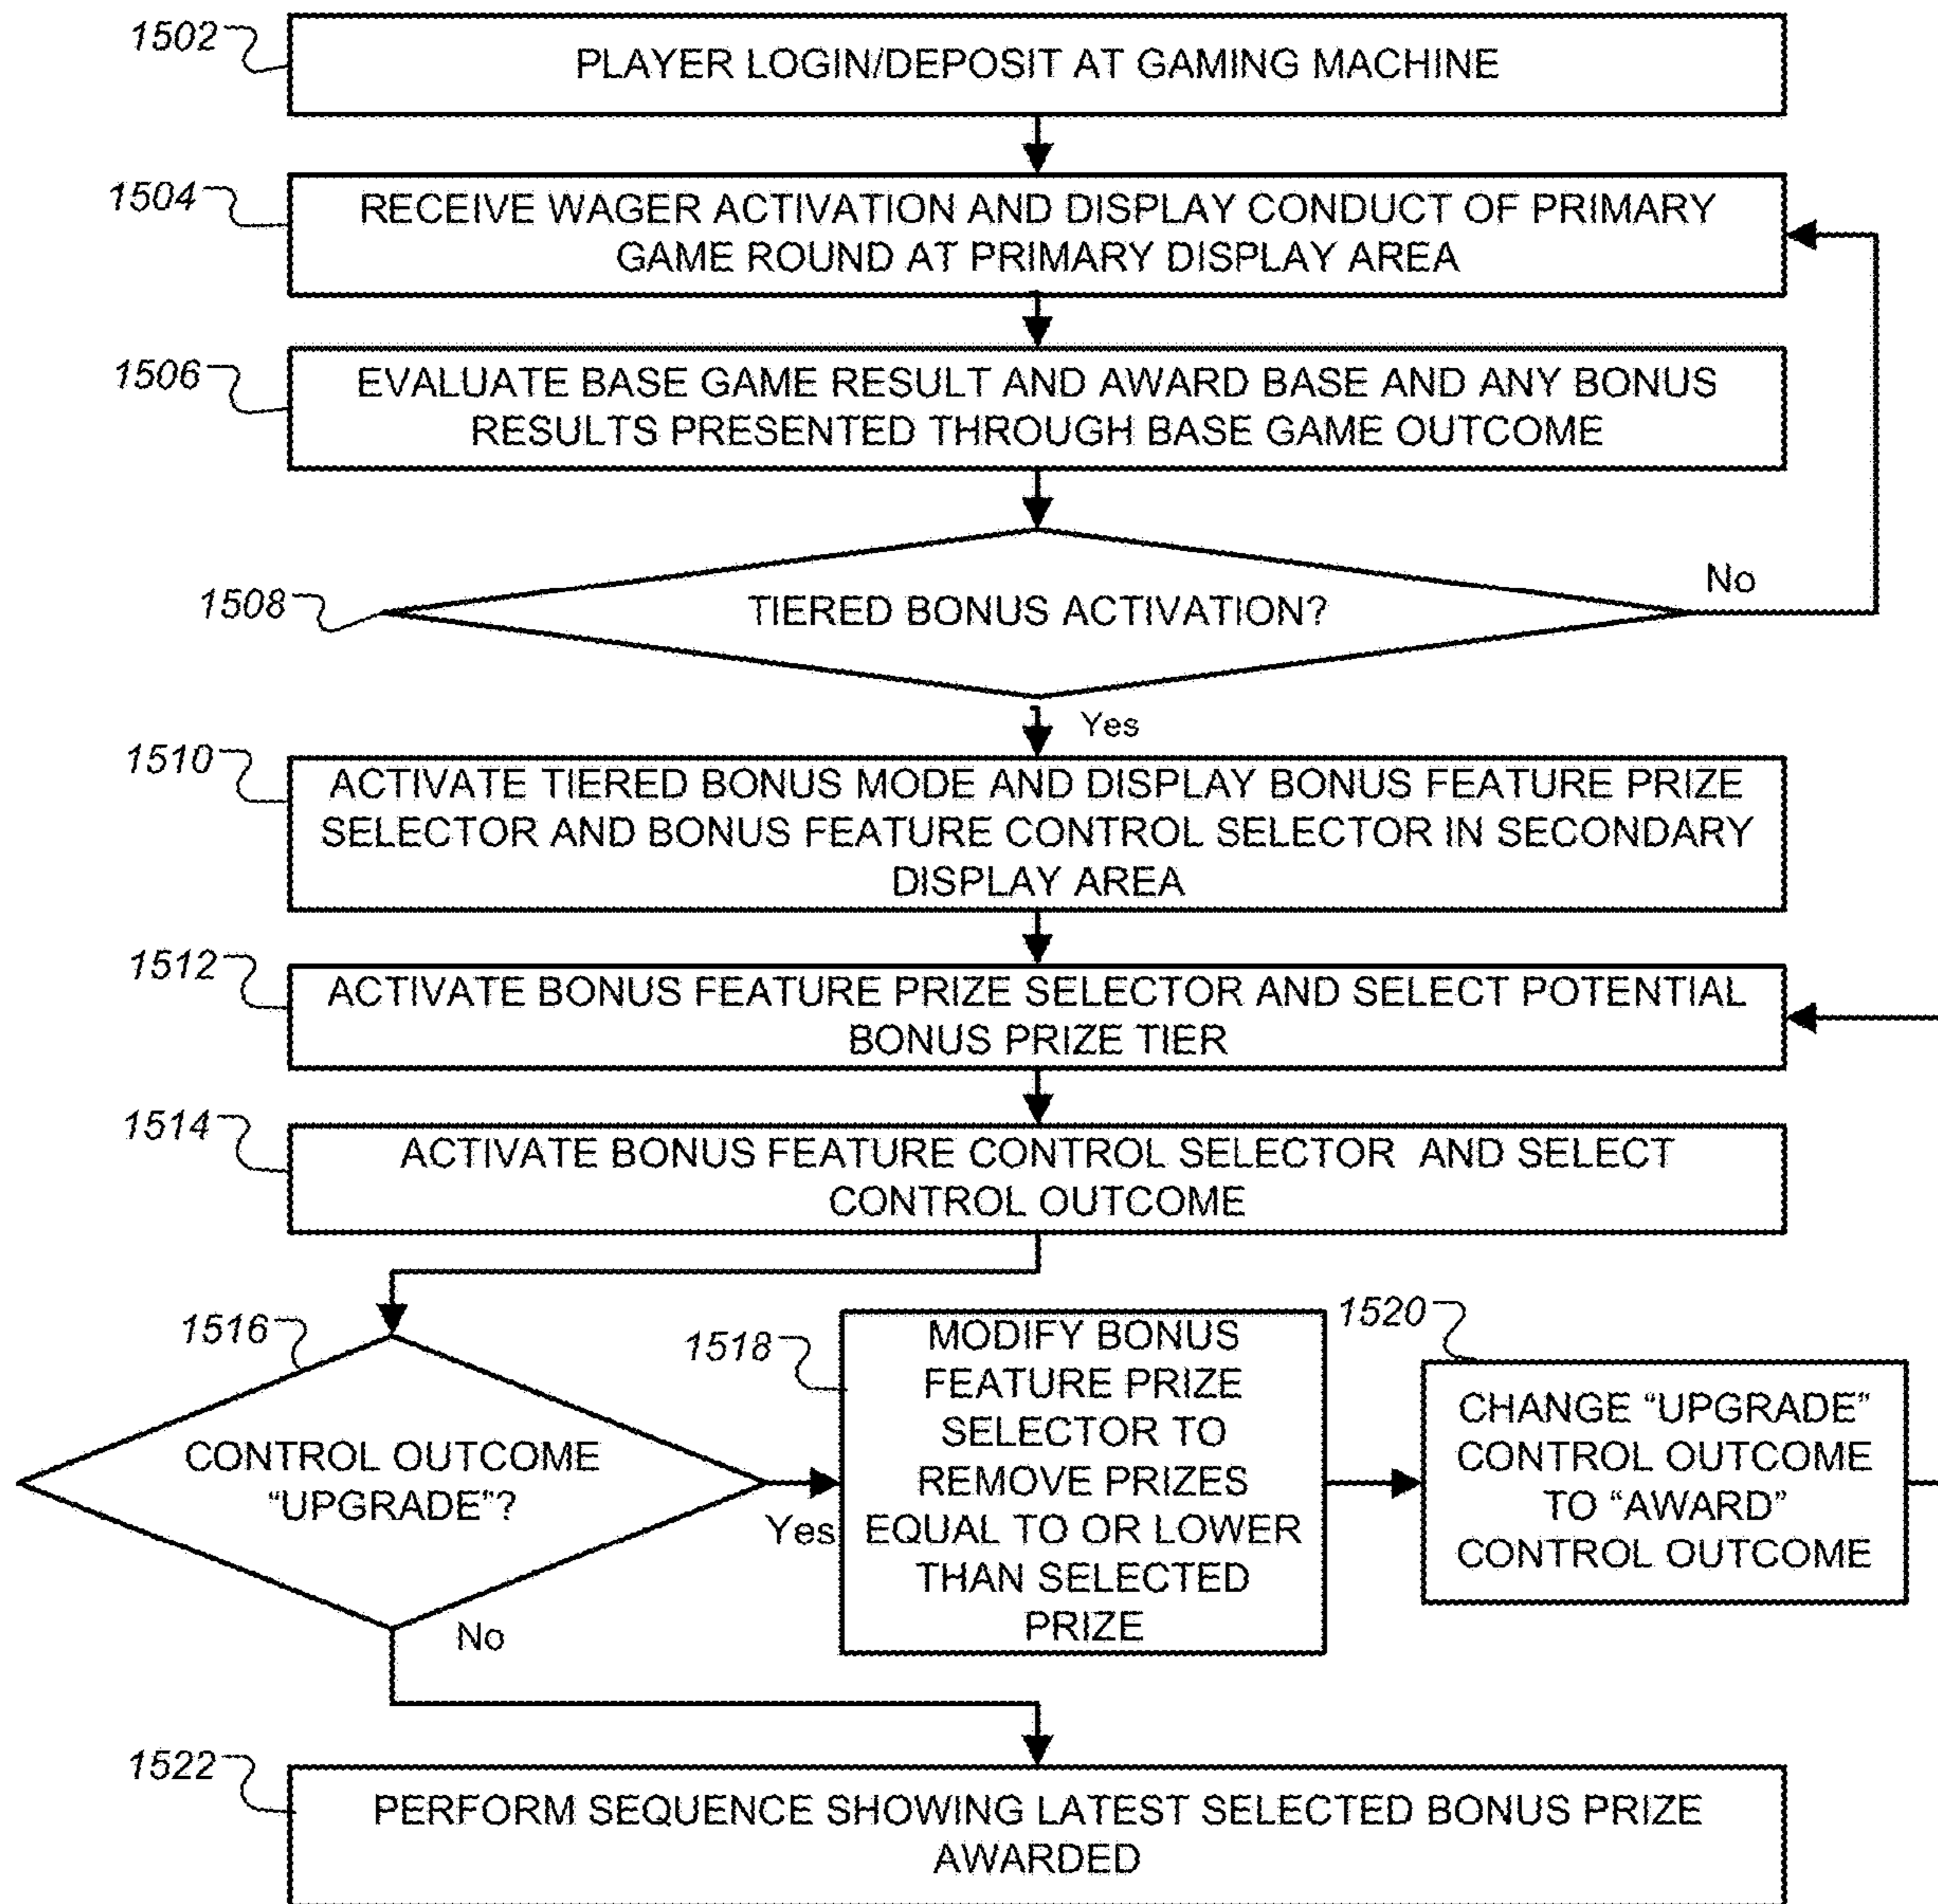 1502
PLAYER LOGIN/DEPOSIT AT GAMING MACHINE
1504
RECEIVE WAGER ACTIVATION AND DISPLAY CONDUCT OF PRIMARY
GAME ROUND AT PRIMARY DISPLAY AREA
1506
EVALUATE BASE GAME RESULT AND AWARD BASE AND ANY BONUS
RESULTS PRESENTED THROUGH BASE GAME OUTCOME
1508
TIERED BONUS ACTIVATION?
No
Yes
1510
ACTIVATE TIERED BONUS MODE AND DISPLAY BONUS FEATURE PRIZE
SELECTOR AND BONUS FEATURE CONTROL SELECTOR IN SECONDARY
DISPLAY AREA
1512
ACTIVATE BONUS FEATURE PRIZE SELECTOR AND SELECT POTENTIAL
BONUS PRIZE TIER
1514
ACTIVATE BONUS FEATURE CONTROL SELECTOR AND SELECT
CONTROL OUTCOME
1516
CONTROL OUTCOME
“UPGRADE”?
Yes
No
1518
MODIFY BONUS
FEATURE PRIZE
SELECTOR TO
REMOVE PRIZES
EQUAL TO OR LOWER
THAN SELECTED
PRIZE
1520
CHANGE “UPGRADE”
CONTROL OUTCOME
TO “AWARD”
CONTROL OUTCOME
1522
PERFORM SEQUENCE SHOWING LATEST SELECTED BONUS PRIZE
AWARDED